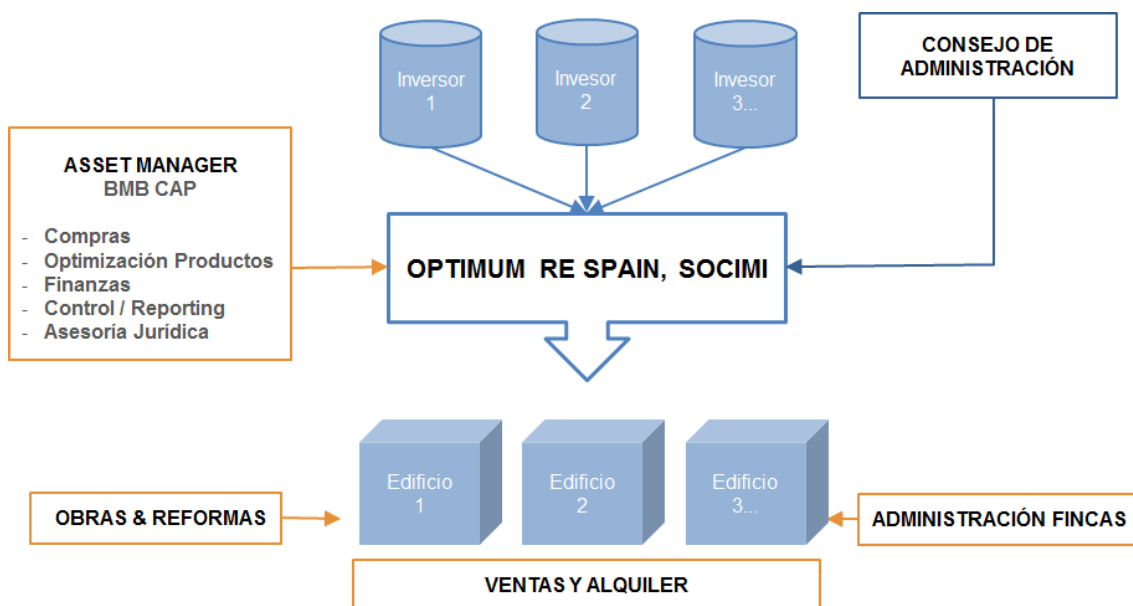 Inversor
1
Invesor
2
Invesor
3...
CONSEJO DE
ADMINISTRACIÓN
ASSET MANAGER
BMB CAP
- Compras
- Optimización Productos
- Finanzas
- Control / Reporting
- Asesoría Jurídica
OPTIMUM RE SPAIN, SOCIMI
Edificio
1
Edificio
2
Edificio
3...
OBRAS & REFORMAS
ADMINISTRACIÓN FINCAS
VENTAS Y ALQUILER